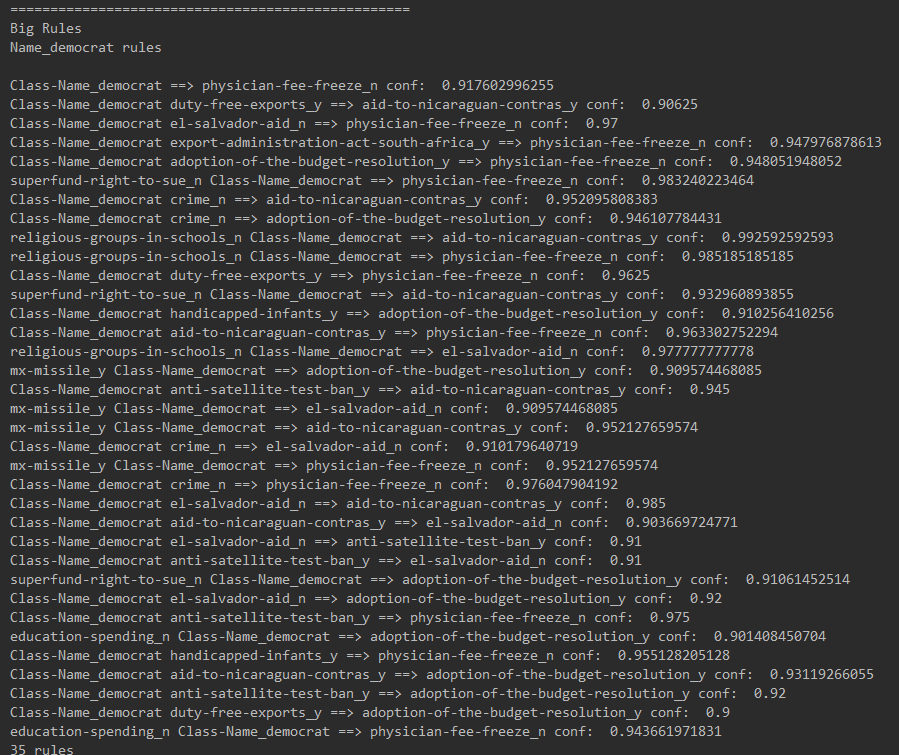 ==================================================
Big Rules
Name_democrat rules
Class-Name_democrat ==> physician-fee-freeze_n conf:  0.917602996255
Class-Name_democrat duty-free-exports_y ==> aid-to-nicaraguan-contras_y conf:  0.90625
Class-Name_democrat el-salvador-aid_n ==> physician-fee-freeze_n conf:  0.97
Class-Name_democrat export-administration-act-south-africa_y ==> physician-fee-freeze_n conf:  0.947976878613
Class-Name_democrat adoption-of-the-budget-resolution_y ==> physician-fee-freeze_n conf:  0.948051948052
superfund-right-to-sue_n Class-Name_democrat ==> physician-fee-freeze_n conf:  0.983240223464
Class-Name_democrat crime_n ==> aid-to-nicaraguan-contras_y conf:  0.952095808383
Class-Name_democrat crime_n ==> adoption-of-the-budget-resolution_y conf:  0.946107784431
religious-groups-in-schools_n Class-Name_democrat ==> aid-to-nicaraguan-contras_y conf:  0.992592592593
religious-groups-in-schools_n Class-Name_democrat ==> physician-fee-freeze_n conf:  0.985185185185
Class-Name_democrat duty-free-exports_y ==> physician-fee-freeze_n conf:  0.9625
superfund-right-to-sue_n Class-Name_democrat ==> aid-to-nicaraguan-contras_y conf:  0.932960893855
Class-Name_democrat handicapped-infants_y ==> adoption-of-the-budget-resolution_y conf:  0.910256410256
Class-Name_democrat aid-to-nicaraguan-contras_y ==> physician-fee-freeze_n conf:  0.963302752294
religious-groups-in-schools_n Class-Name_democrat ==> el-salvador-aid_n conf:  0.977777777778
mx-missile_y Class-Name_democrat ==> adoption-of-the-budget-resolution_y conf:  0.909574468085
Class-Name_democrat anti-satellite-test-ban_y ==> aid-to-nicaraguan-contras_y conf:  0.945
mx-missile_y Class-Name_democrat ==> el-salvador-aid_n conf:  0.909574468085
mx-missile_y Class-Name_democrat ==> aid-to-nicaraguan-contras_y conf:  0.952127659574
Class-Name_democrat crime_n ==> el-salvador-aid_n conf:  0.910179640719
mx-missile_y Class-Name_democrat ==> physician-fee-freeze_n conf:  0.952127659574
Class-Name_democrat crime_n ==> physician-fee-freeze_n conf:  0.976047904192
Class-Name_democrat el-salvador-aid_n ==> aid-to-nicaraguan-contras_y conf:  0.985
Class-Name_democrat aid-to-nicaraguan-contras_y ==> el-salvador-aid_n conf:  0.903669724771
Class-Name_democrat el-salvador-aid_n ==> anti-satellite-test-ban_y conf:  0.91
Class-Name_democrat anti-satellite-test-ban_y ==> el-salvador-aid_n conf:  0.91
superfund-right-to-sue_n Class-Name_democrat ==> adoption-of-the-budget-resolution_y conf:  0.91061452514
Class-Name_democrat el-salvador-aid_n ==> adoption-of-the-budget-resolution_y conf:  0.92
Class-Name_democrat anti-satellite-test-ban_y ==> physician-fee-freeze_n conf:  0.975
education-spending_n Class-Name_democrat ==> adoption-of-the-budget-resolution_y conf:  0.901408450704
Class-Name_democrat handicapped-infants_y ==> physician-fee-freeze_n conf:  0.955128205128
Class-Name_democrat aid-to-nicaraguan-contras_y ==> adoption-of-the-budget-resolution_y conf:  0.93119266055
Class-Name_democrat anti-satellite-test-ban_y ==> adoption-of-the-budget-resolution_y conf:  0.92
Class-Name_democrat duty-free-exports_y ==> adoption-of-the-budget-resolution_y conf:  0.9
education-spending_n Class-Name_democrat ==> physician-fee-freeze_n conf:  0.943661971831
35 rules